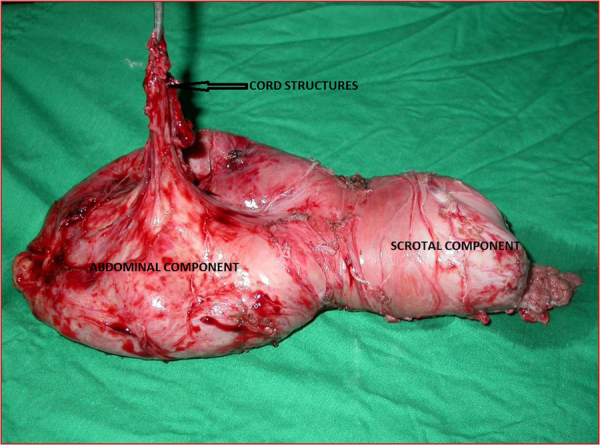 CORD STRUCTURES
SCROTAL COMPONENT
ABDOMINAL COMPONENT